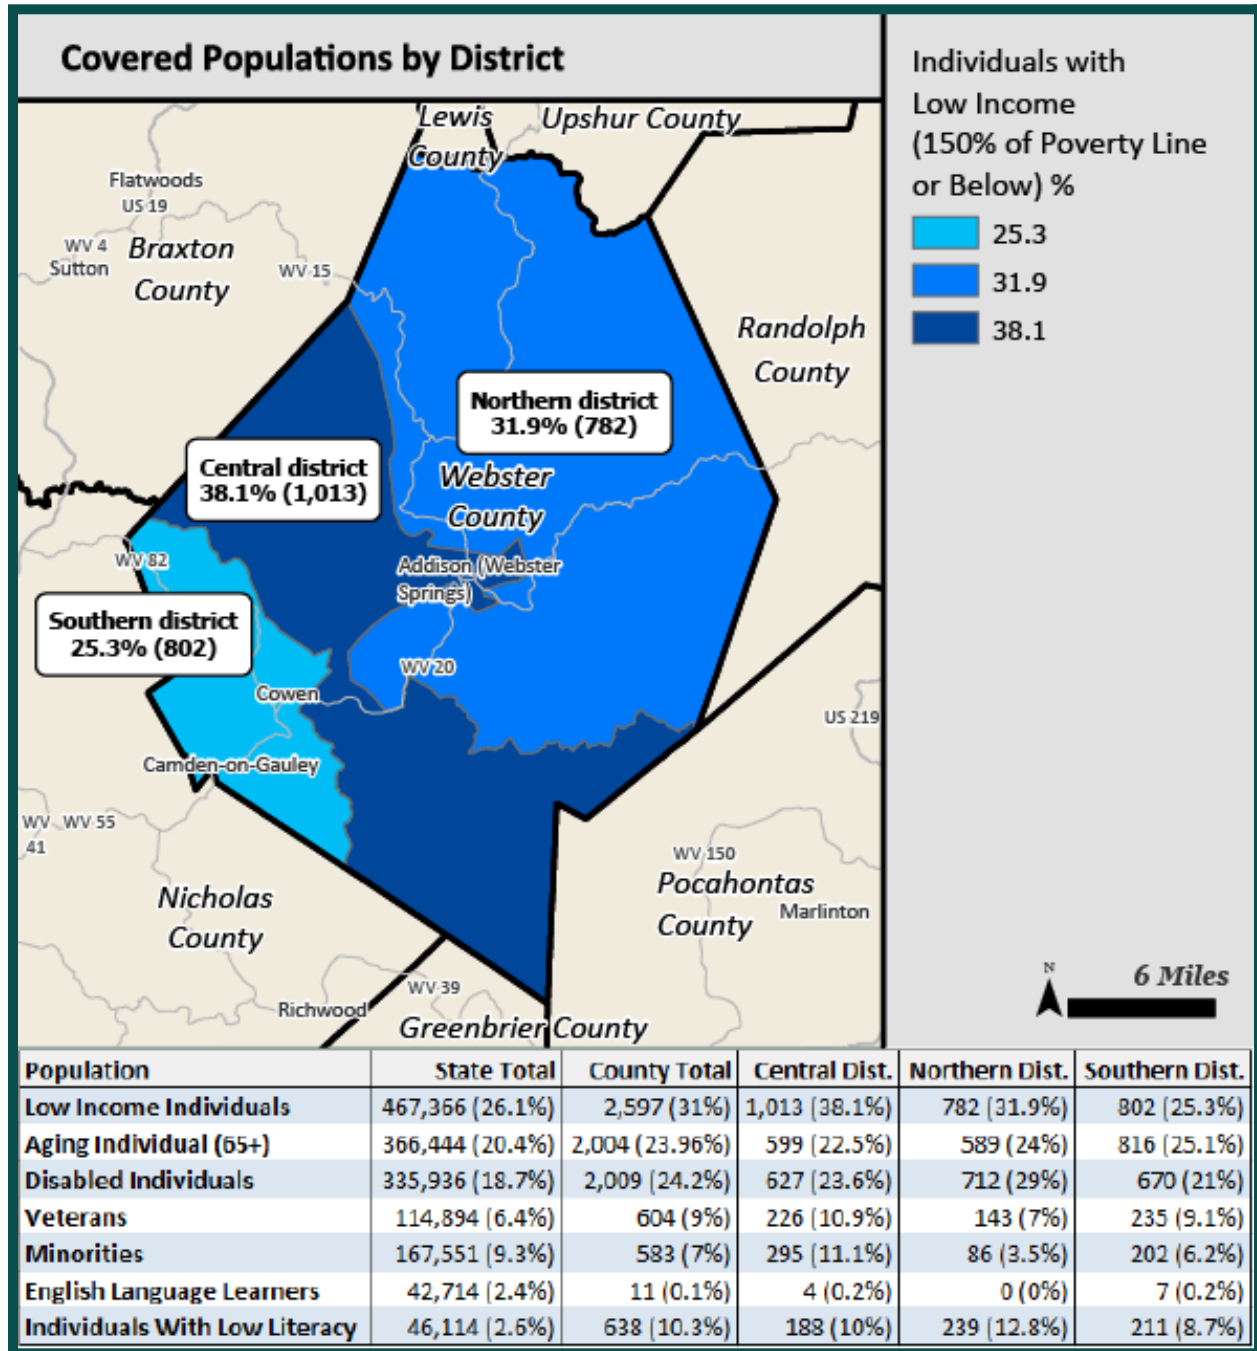 Covered Populations by District
Individuals with
Low Income
(150% of Poverty Line
or Below) %
25.3
31.9
38.1
Lewis
County
Upshur County
Flatwoods
US 19
WV 4
Sutton
Braxton
County
WV 15
Randolph
County
Northern district
31.9% (782)
Central district
38.1% (1,013)
Webster
County
WV 82
Addison (Webster
Springs)
Southern district
25.3% (802)
WV 20
Cowen
US 219
Camden-on-Gauley
WV WV 55
41
WV 150
Pocahontas
County
Marlinton
Nicholas
County
WV 39
Richwood
Greenbrier County
N
6 Miles
Population State Total County Total Central Dist. Northern Dist. Southern Dist.
Low Income Individuals 467,366 (26.1%) 2,597 (31%) 1,013 (38.1%) 782 (31.9%) 802 (25.3%)
Aging Individual (65+) 366,444 (20.4%) 2,004 (23.96%) 599 (22.5%) 589 (24%) 816 (25.1%)
Disabled Individuals 335,936 (18.7%) 2,009 (24.2%) 627 (23.6%) 712 (29%) 670 (21%)
Veterans 114,894 (6.4%) 604 (9%) 226 (10.9%) 143 (7%) 235 (9.1%)
Minorities 167,551 (9.3%) 583 (7%) 295 (11.1%) 86 (3.5%) 202 (6.2%)
English Language Learners 42,714 (2.4%) 11 (0.1%) 4 (0.2%) 0 (0%) 7 (0.2%)
Individuals With Low Literacy 46,114 (2.6%) 638 (10.3%) 188 (10%) 239 (12.8%) 211 (8.7%)